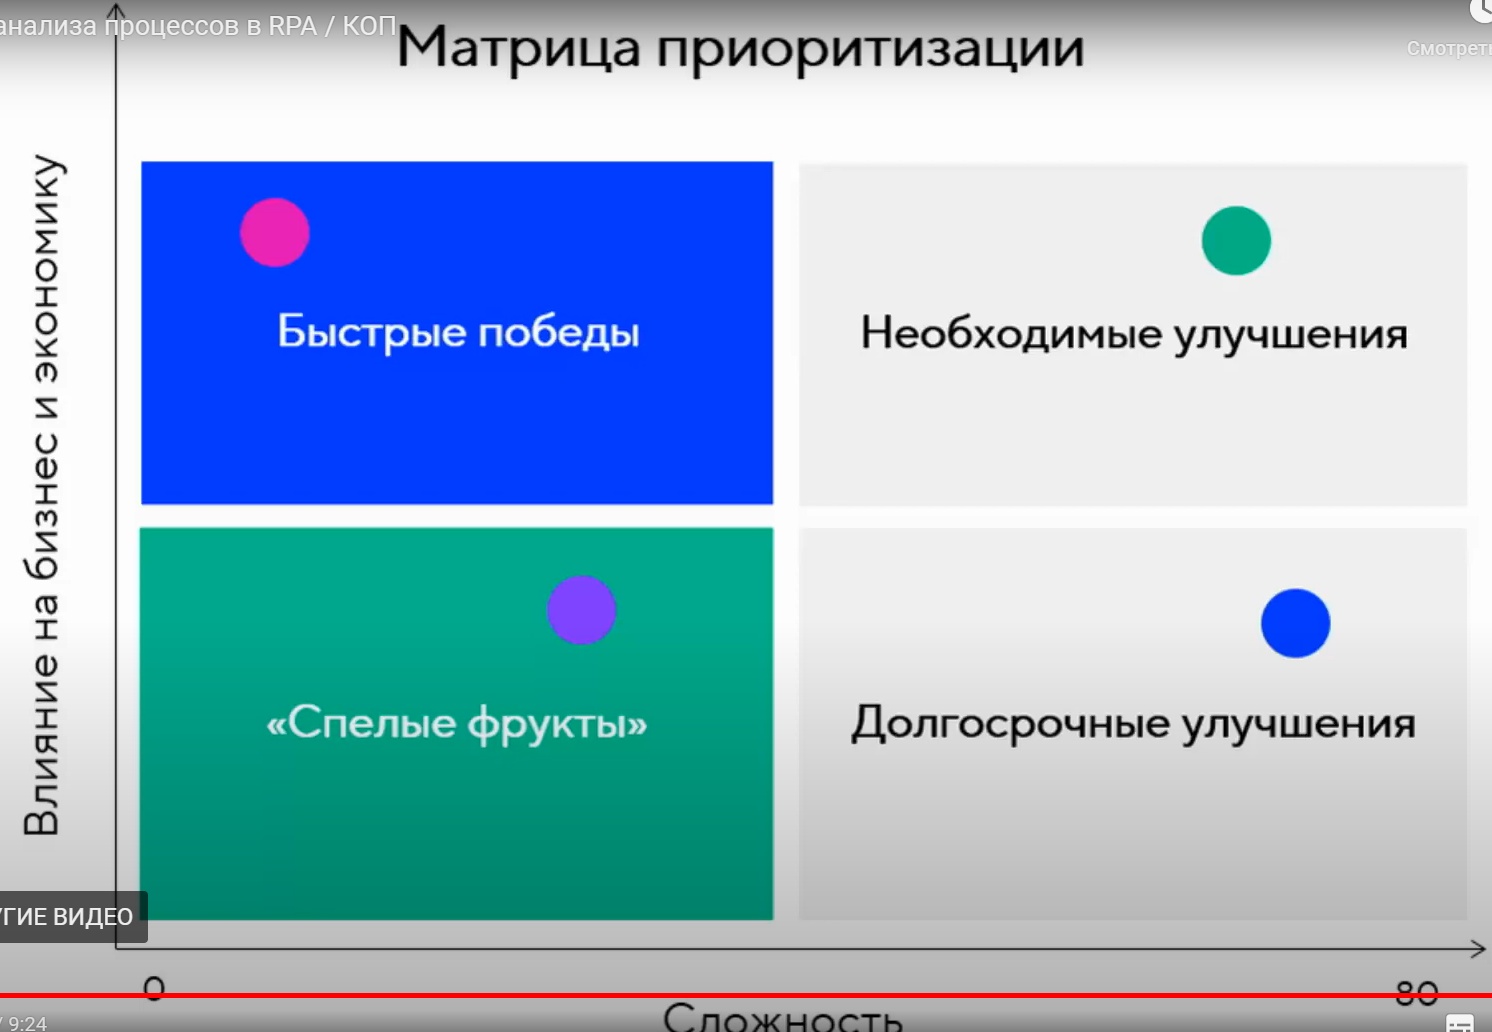 анализа процессов в RPA / КОП
Матрица приоритизации
Смотреть
Влияние на бизнес и экономику
Быстрые победы
Необходимые улучшения
«Спелые фрукты»
Долгосрочные улучшения
УГИЕ ВИДЕО
0
80
Сложность
/ 9:24